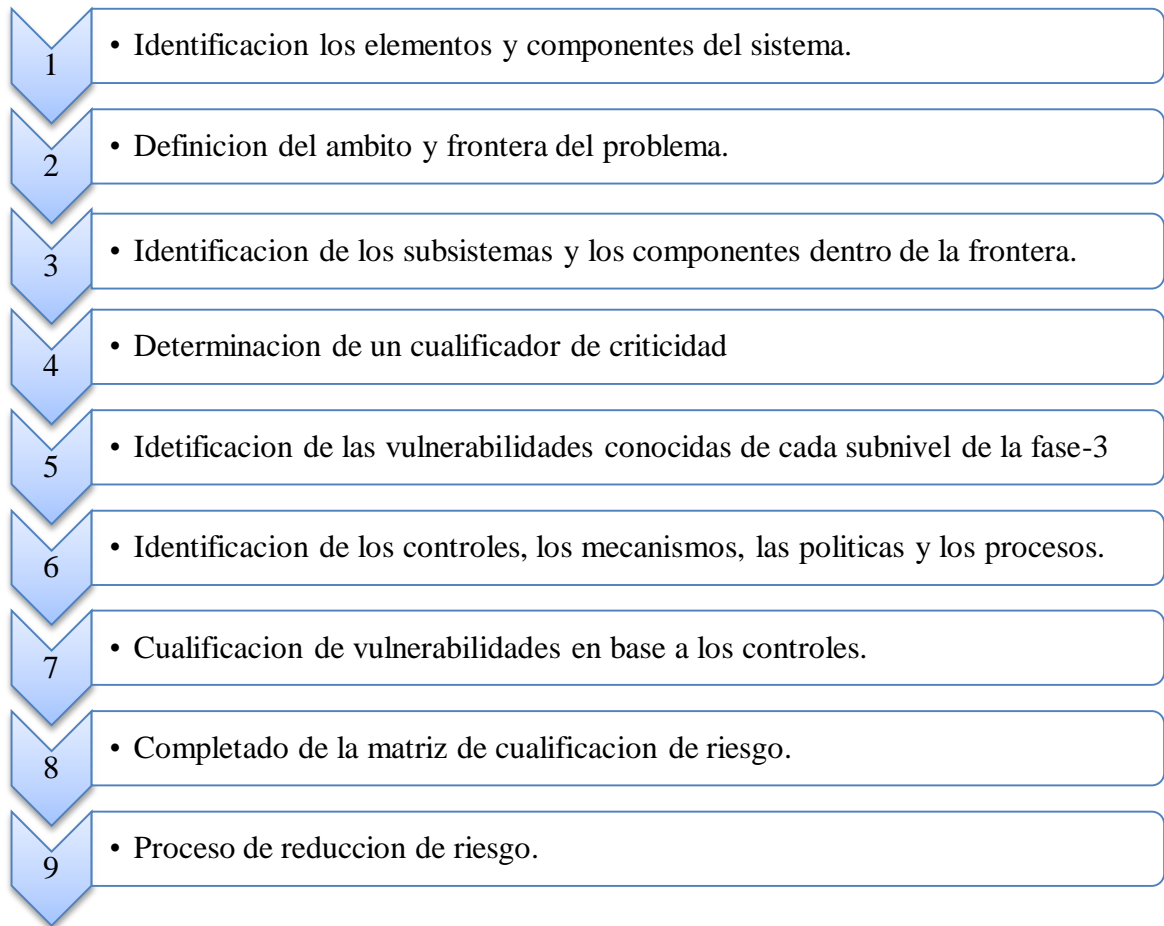 1
• Identificacion los elementos y componentes del sistema.
2
• Definicion del ambito y frontera del problema.
3
• Identificacion de los subsistemas y los componentes dentro de la frontera.
4
• Determinacion de un cualificador de criticidad
5
• Idetificacion de las vulnerabilidades conocidas de cada subnivel de la fase-3
6
• Identificacion de los controles, los mecanismos, las politicas y los procesos.
7
• Cualificacion de vulnerabilidades en base a los controles.
8
• Completado de la matriz de cualificacion de riesgo.
9
• Proceso de reduccion de riesgo.